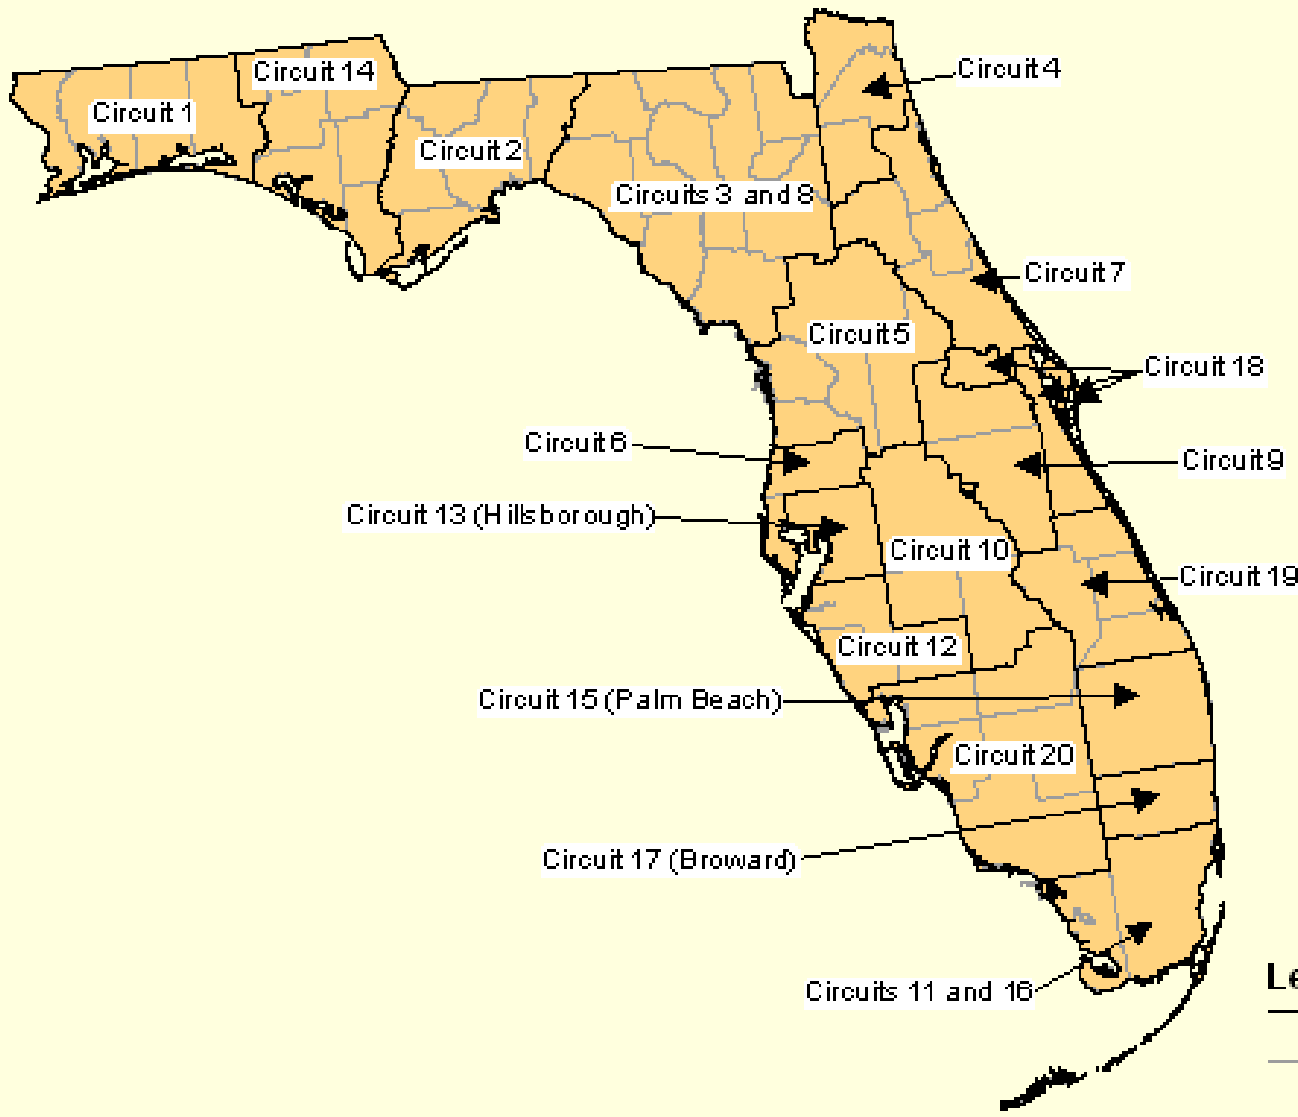 Circuit 4
Circuit 14
Circuit 1
Circuit 2
Circuits 3 and 8
Circuit 7
Circuit 5
Circuit 18
Circuit 6
Circuit 9
Circuit 13 (Hillsborough)
Circuit 10
Circuit 19
Circuit 12
Circuit 15 (Palm Beach)
Circuit 20
Circuit 17 (Broward)
Circuits 11 and 16
Le